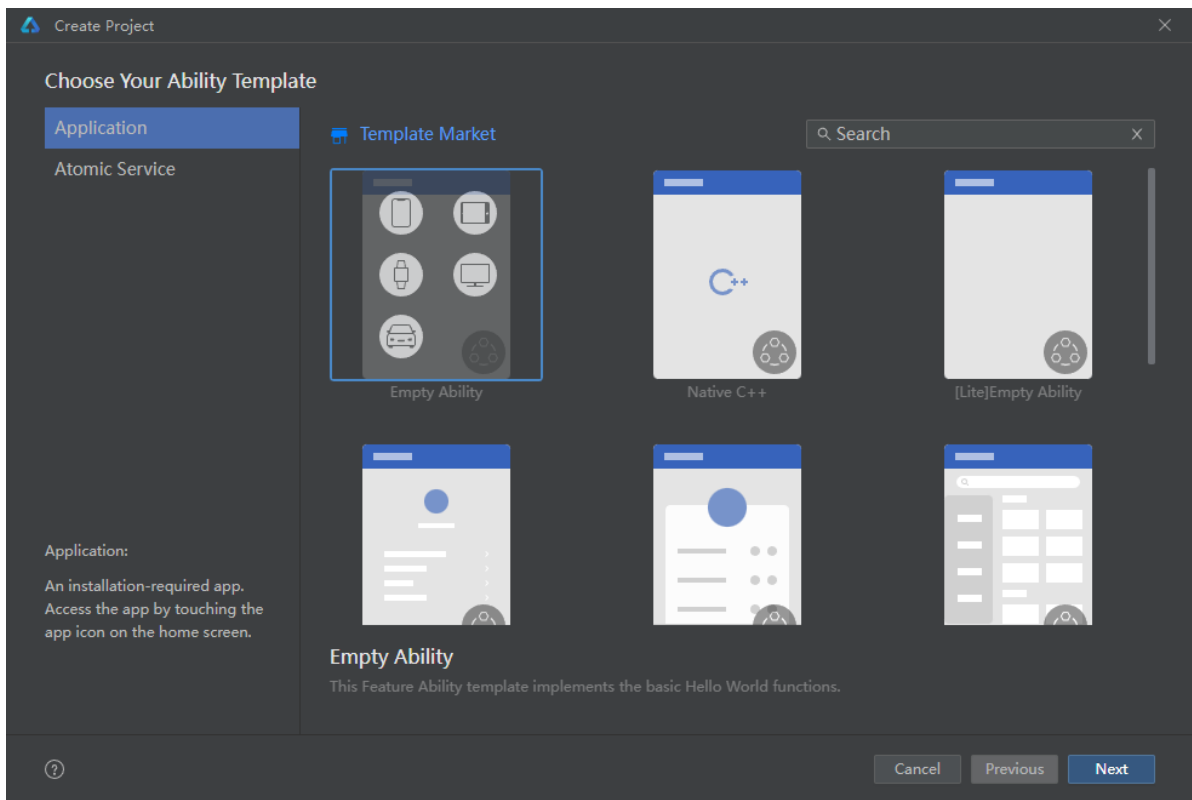 Create Project
Choose Your Ability Template
Application
Atomic Service
Template Market
Search
Empty Ability
C++
Native C++
[Lite]Empty Ability
Application:
An installation-required app.
Access the app by touching the
app icon on the home screen.
Empty Ability
This Feature Ability template implements the basic Hello World functions.
?
Cancel
Previous
Next